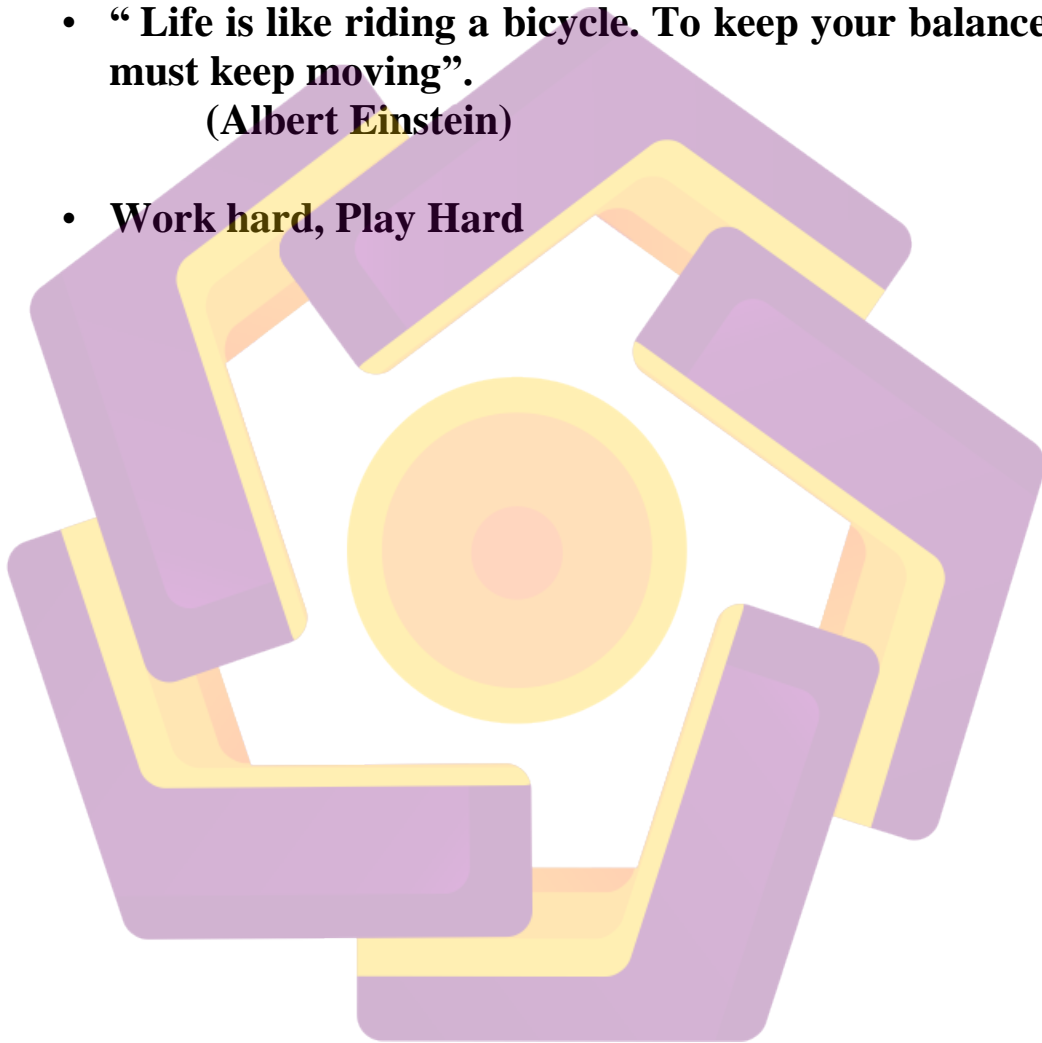 • “ Life is like riding a bicycle. To keep your balance
must keep moving”.
(Albert Einstein)
• Work hard, Play Hard